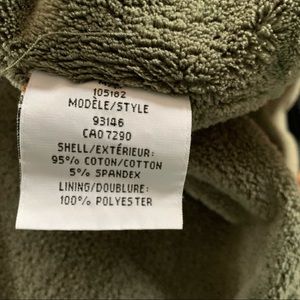 105182
MODÈLE/STYLE
93146
CA07290
SHELL/EXTÉRIEUR:
95% COTON/COTTON
5% SPANDEX
LINING/DOUBLURE:
100% POLYESTER